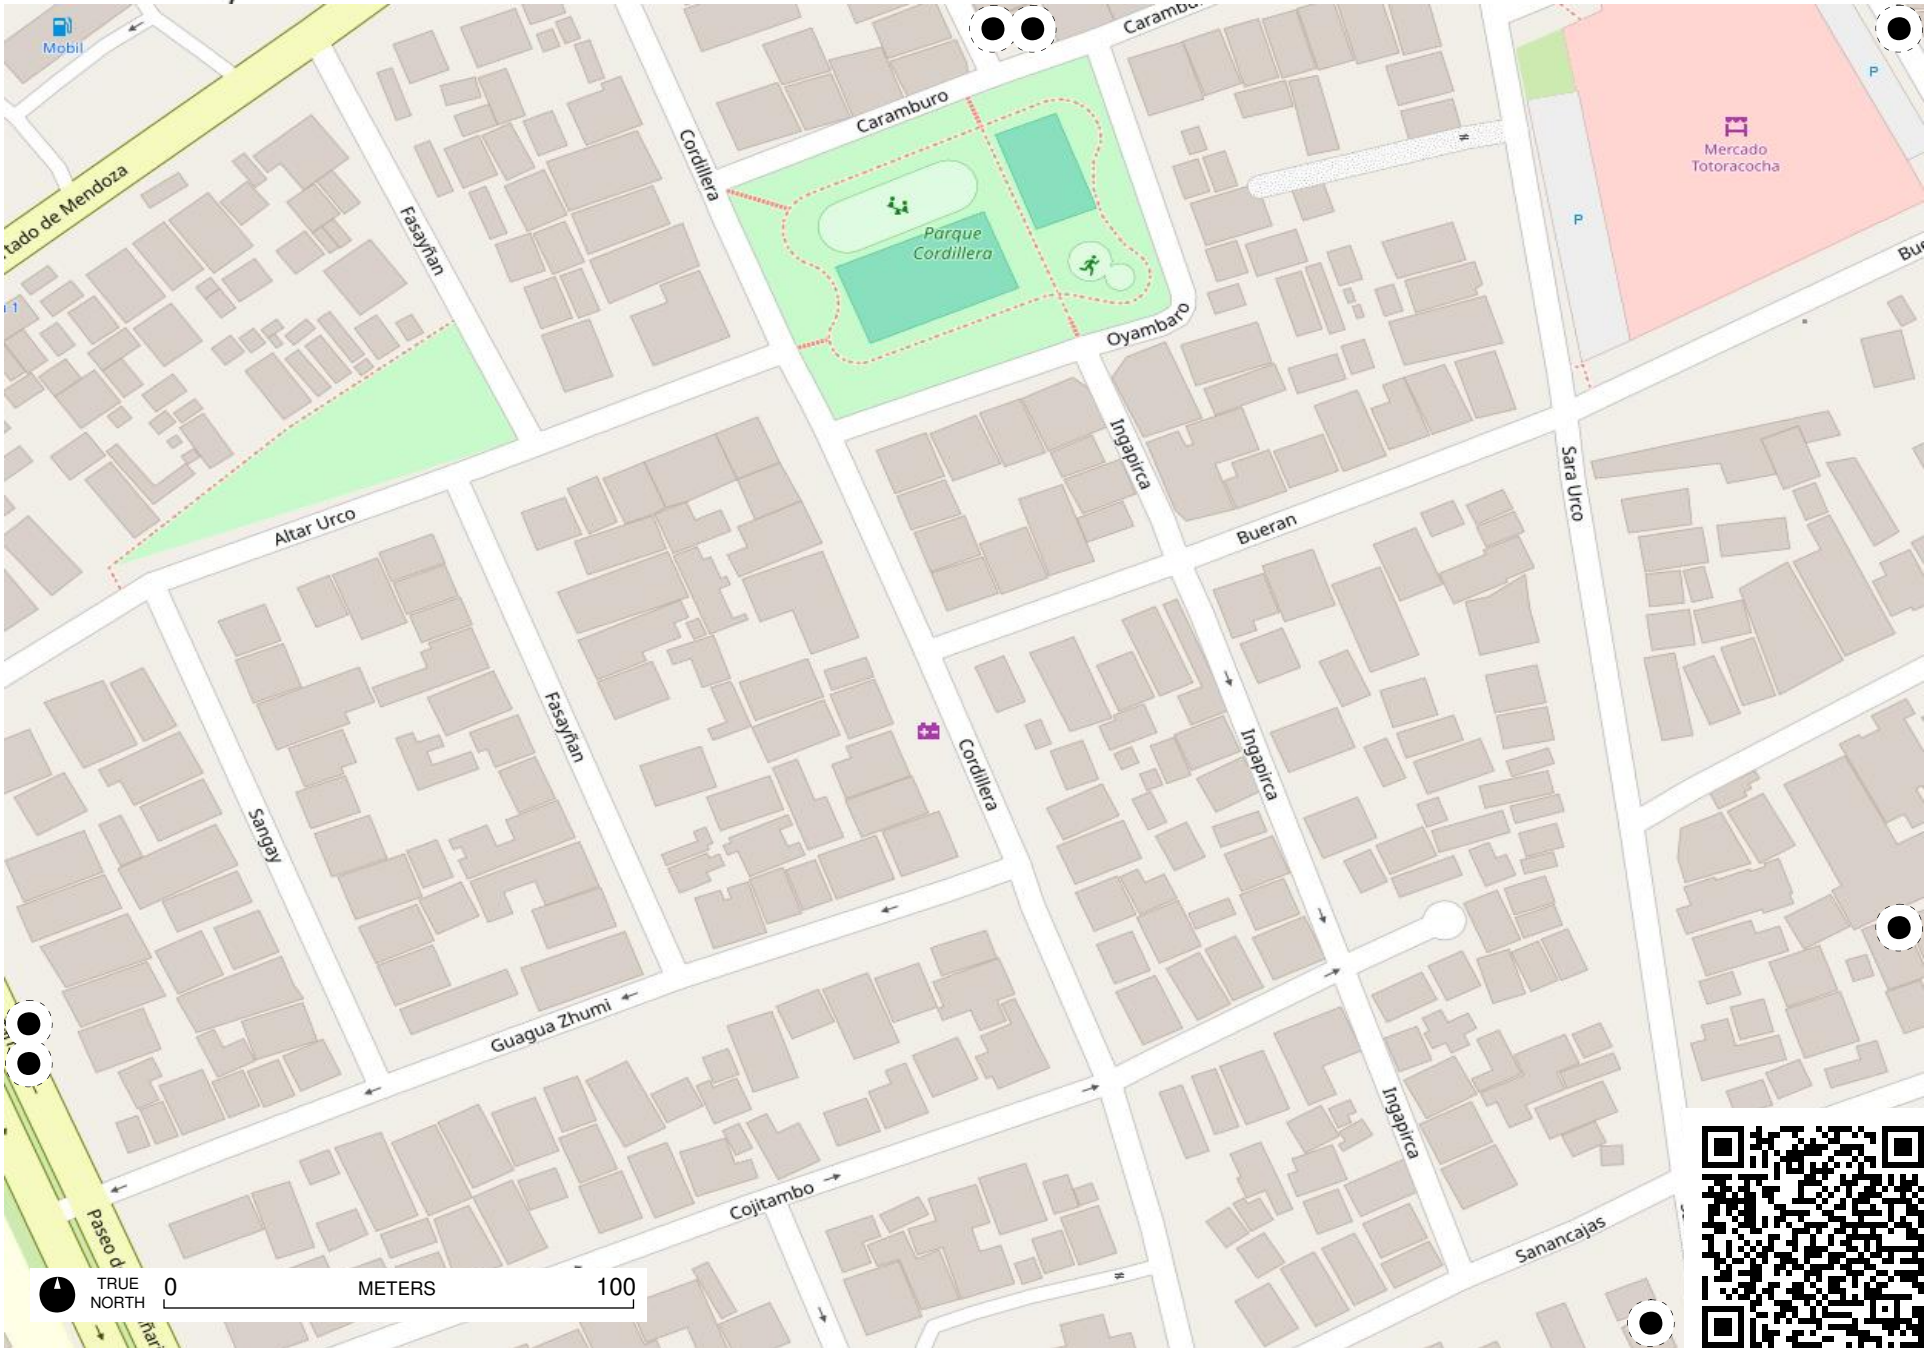 Mobil
Carambu
Caramburo
Cordillera
Mercado
Totoracocha
P
P
tado de Mendoza
Fasayñan
Parque
Cordillera
Bue
Oyambaro
Ingapirca
Sara Urco
Altar Urco
Bueran
Fasayñan
Cordillera
Ingapirca
Sangay
Guagua Zhumi
Ingapirca
Cojitambo
Sanancajas
Paseo d
TRUE
NORTH
0 METERS 100